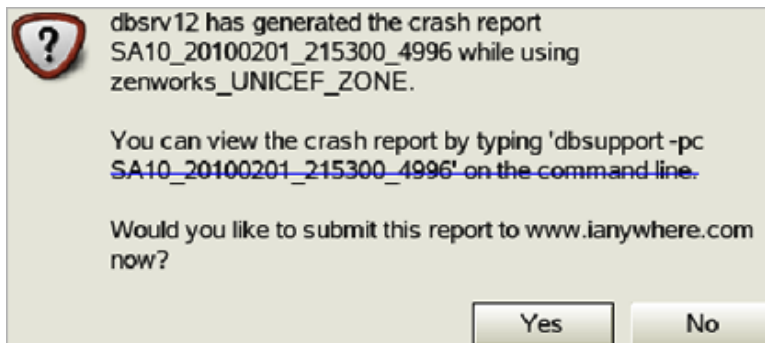 dbsrv12 has generated the crash report
SA10_20100201_215300_4996 while using
zenworks_UNICEF_ZONE.
You can view the crash report by typing 'dbsupport -pc
SA10_20100201_215300_4996' on the command line.
Would you like to submit this report to www.ianywhere.com
now?
Yes No